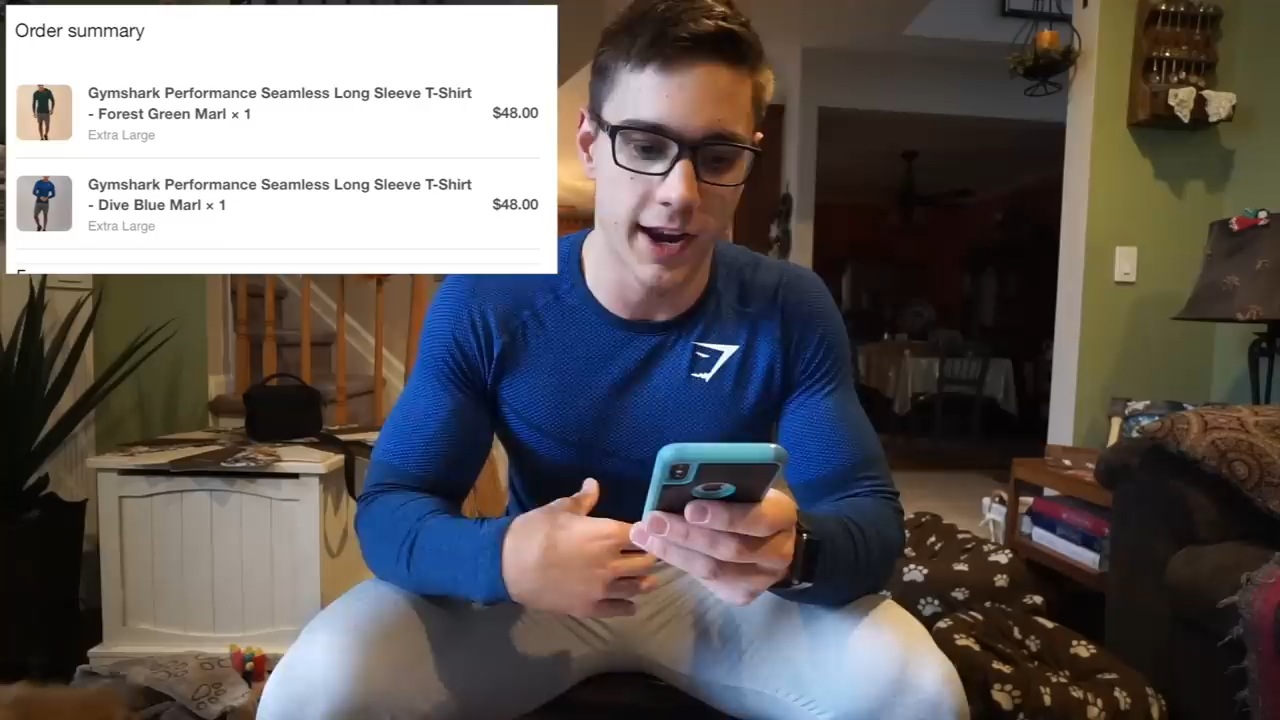 Order summary
Gymshark Performance Seamless Long Sleeve T-Shirt
- Forest Green Marl × 1
$48.00
Extra Large
Gymshark Performance Seamless Long Sleeve T-Shirt
- Dive Blue Marl × 1
$48.00
Extra Large